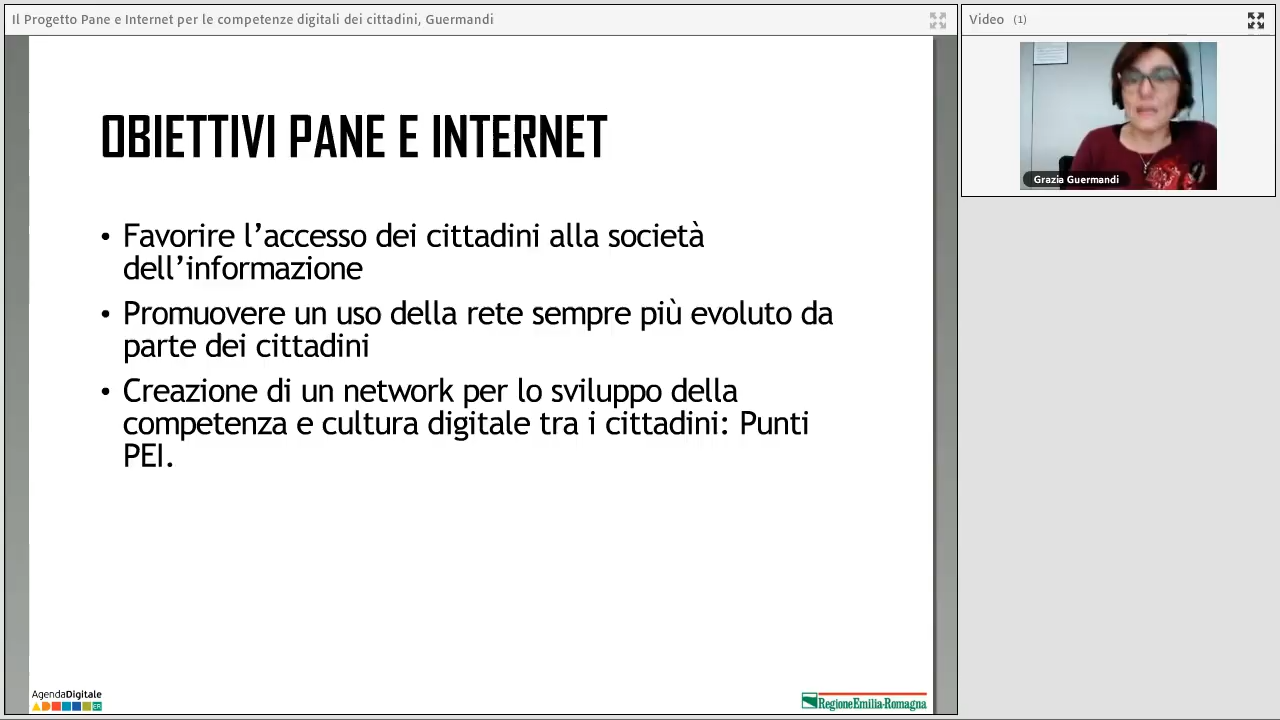 Il Progetto Pane e Internet per le competenze digitali dei cittadini, Guermandi
Video (1)
Grazia Guermandi
OBIETTIVI PANE E INTERNET
• Favorire l’accesso dei cittadini alla società
dell’informazione
• Promuovere un uso della rete sempre più evoluto da
parte dei cittadini
• Creazione di un network per lo sviluppo della
competenza e cultura digitale tra i cittadini: Punti
PEI.
AgendaDigitale
ER
RegioneEmilia-Romagna